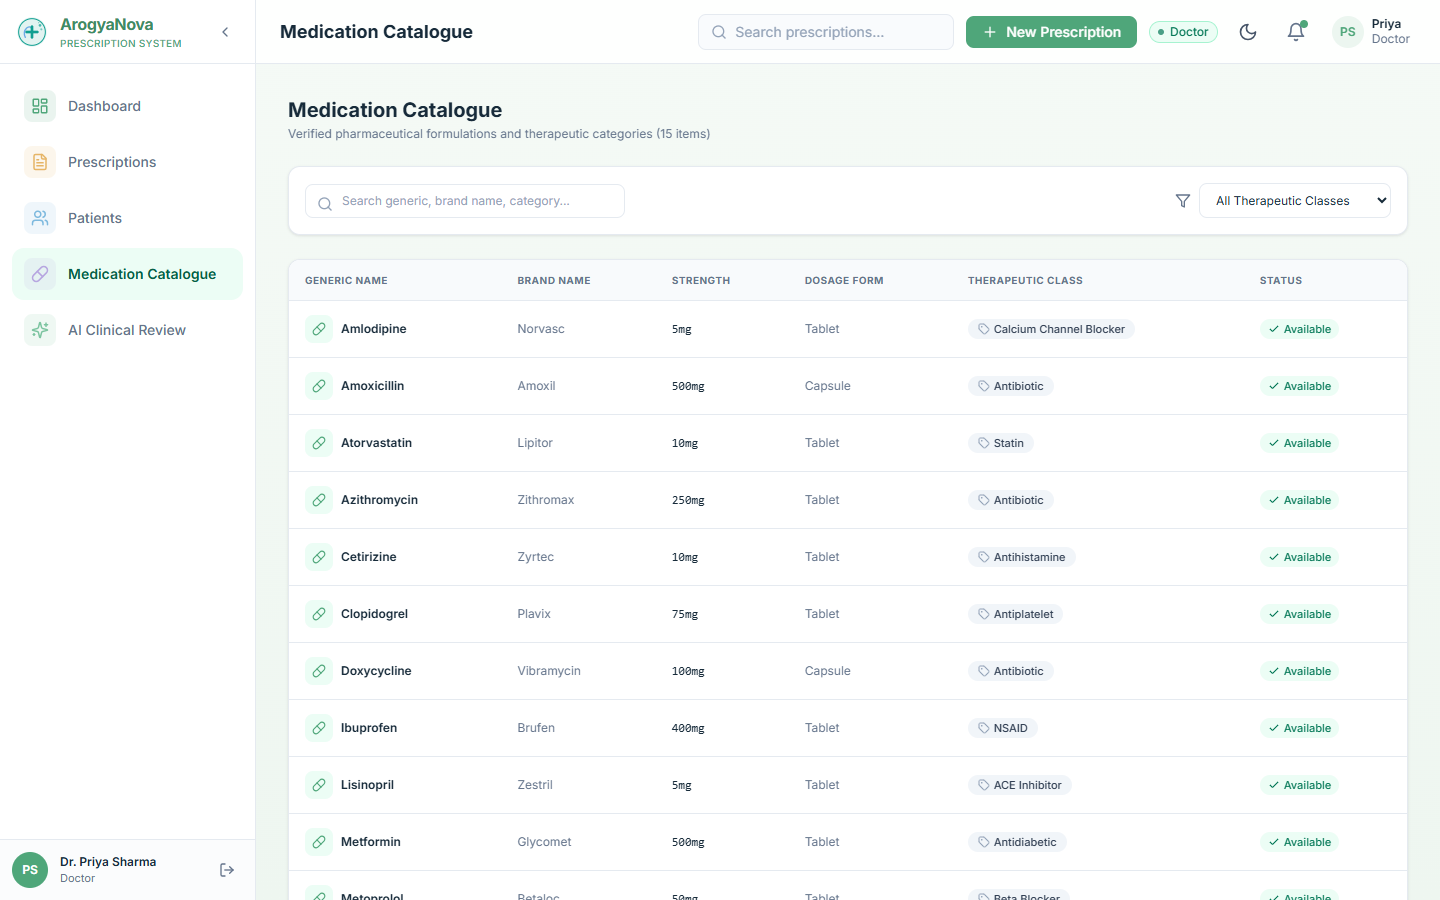 ArogyaNova
PRESCRIPTION SYSTEM
Dashboard
Prescriptions
Patients
Medication Catalogue
AI Clinical Review
PS
Dr. Priya Sharma
Doctor
Medication Catalogue
Search prescriptions...
New Prescription
Doctor
PS
Priya
Doctor
Medication Catalogue
Verified pharmaceutical formulations and therapeutic categories (15 items)
Search generic, brand name, category...
All Therapeutic Classes
GENERIC NAME BRAND NAME STRENGTH DOSAGE FORM THERAPEUTIC CLASS STATUS
Amlodipine Norvasc 5mg Tablet Calcium Channel Blocker Available
Amoxicillin Amoxil 500mg Capsule Antibiotic Available
Atorvastatin Lipitor 10mg Tablet Statin Available
Azithromycin Zithromax 250mg Tablet Antibiotic Available
Cetirizine Zyrtec 10mg Tablet Antihistamine Available
Clopidogrel Plavix 75mg Tablet Antiplatelet Available
Doxycycline Vibramycin 100mg Capsule Antibiotic Available
Ibuprofen Brufen 400mg Tablet NSAID Available
Lisinopril Zestril 5mg Tablet ACE Inhibitor Available
Metformin Glycomet 500mg Tablet Antidiabetic Available
Metoprolol Betaloc 50mg Tablet Beta Blocker Available